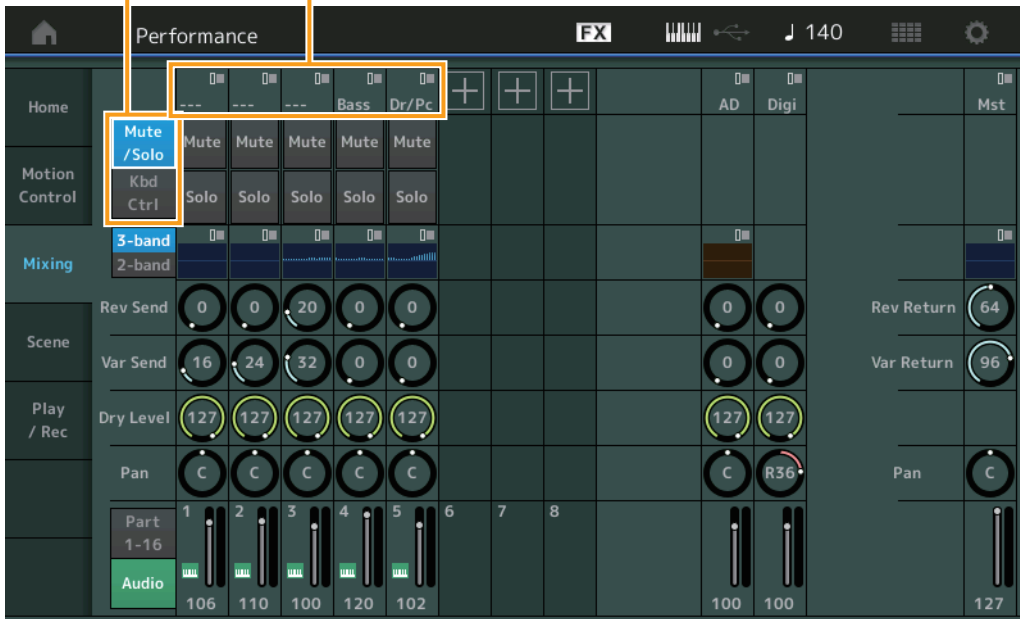 Performance FX 140
--- --- --- Bass Dr/Pc AD Digi Mst
Home
Mute
/Solo
Mute Mute Mute Mute Mute
Kbd
Ctrl
Solo Solo Solo Solo Solo
Motion
Control
3-band
2-band
Mixing
Rev Send 0 0 20 0 0 0 0 Rev Return 64
Scene
Var Send 16 24 32 0 0 0 0 Var Return 96
Play
/ Rec
Dry Level 127 127 127 127 127 127 127
Pan C C C C C C R36 Pan C
Part
1-16
1 2 3 4 5 6 7 8
Audio
106 110 100 120 102 100 100 127